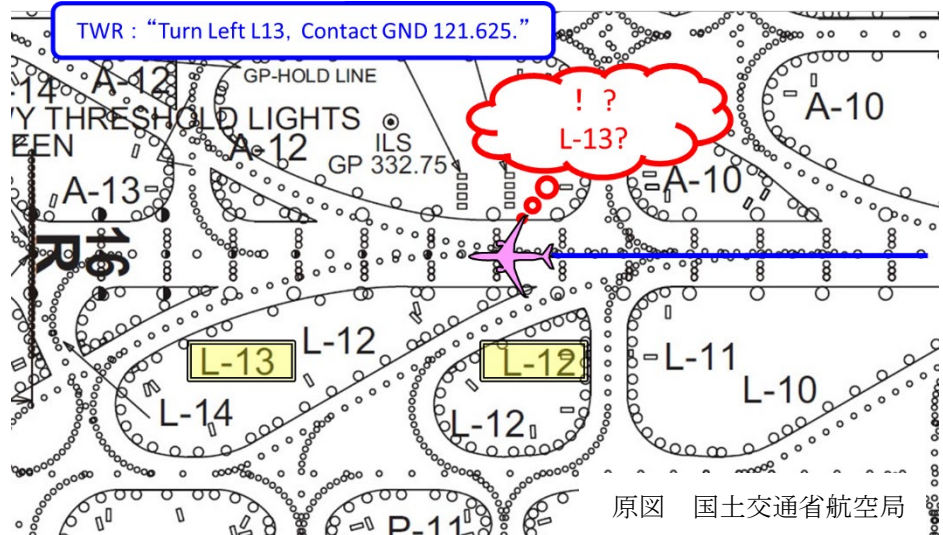 TWR : “Turn Left L13, Contact GND 121.625.”
A-12
GP-HOLD LINE
-14
! ?
A-10
Y THRESHOLD LIGHTS
L-13?
EEN
A-12
ILS
GP 332.75
A-13
A-10
16
R
L-13
L-12
L-12
L-11
L-14
L-12
L-10
原図 国土交通省航空局
P-11